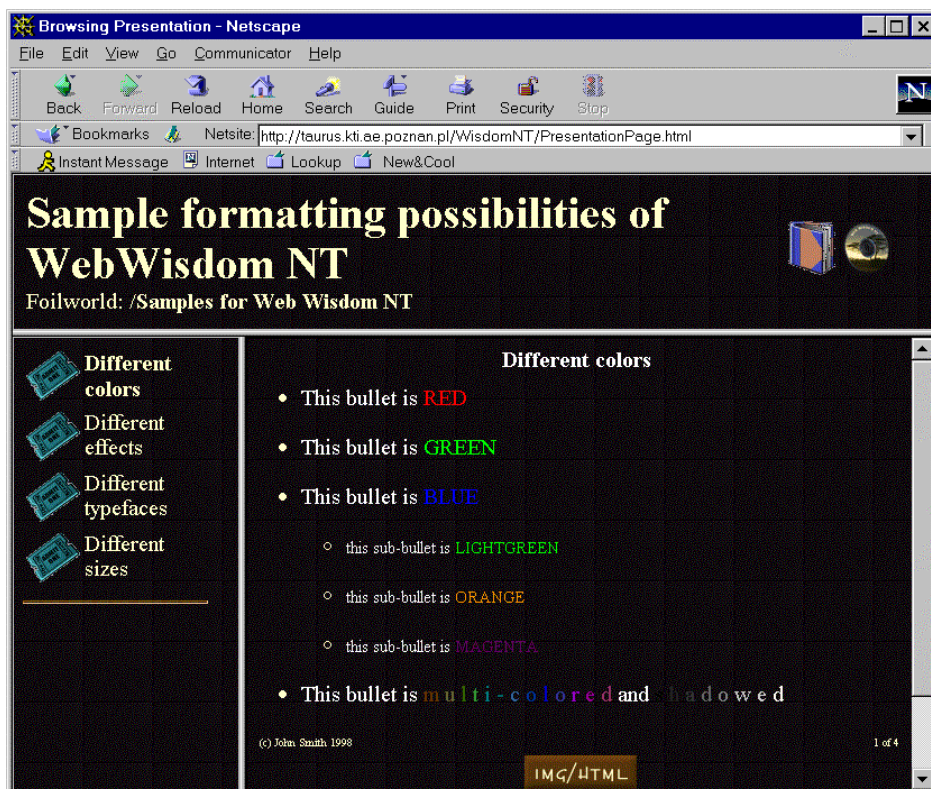 Browsing Presentation - Netscape
File Edit View Go Communicator Help
Back Forward Reload Home Search Guide Print Security Stop
N
Bookmarks Netsite: http://taurus.kti.ae.poznan.pl/WisdomNT/PresentationPage.html
Instant Message Internet Lookup New&Cool
Sample formatting possibilities of
WebWisdom NT
Foilworld: /Samples for Web Wisdom NT
Different
colors
Different
effects
Different
typefaces
Different
sizes
Different colors
• This bullet is RED
• This bullet is GREEN
• This bullet is BLUE
○ this sub-bullet is LIGHTGREEN
○ this sub-bullet is ORANGE
○ this sub-bullet is MAGENTA
• This bullet is multi-colored and hadowed
(c) John Smith 1998 1 of 4
IMG/HTML